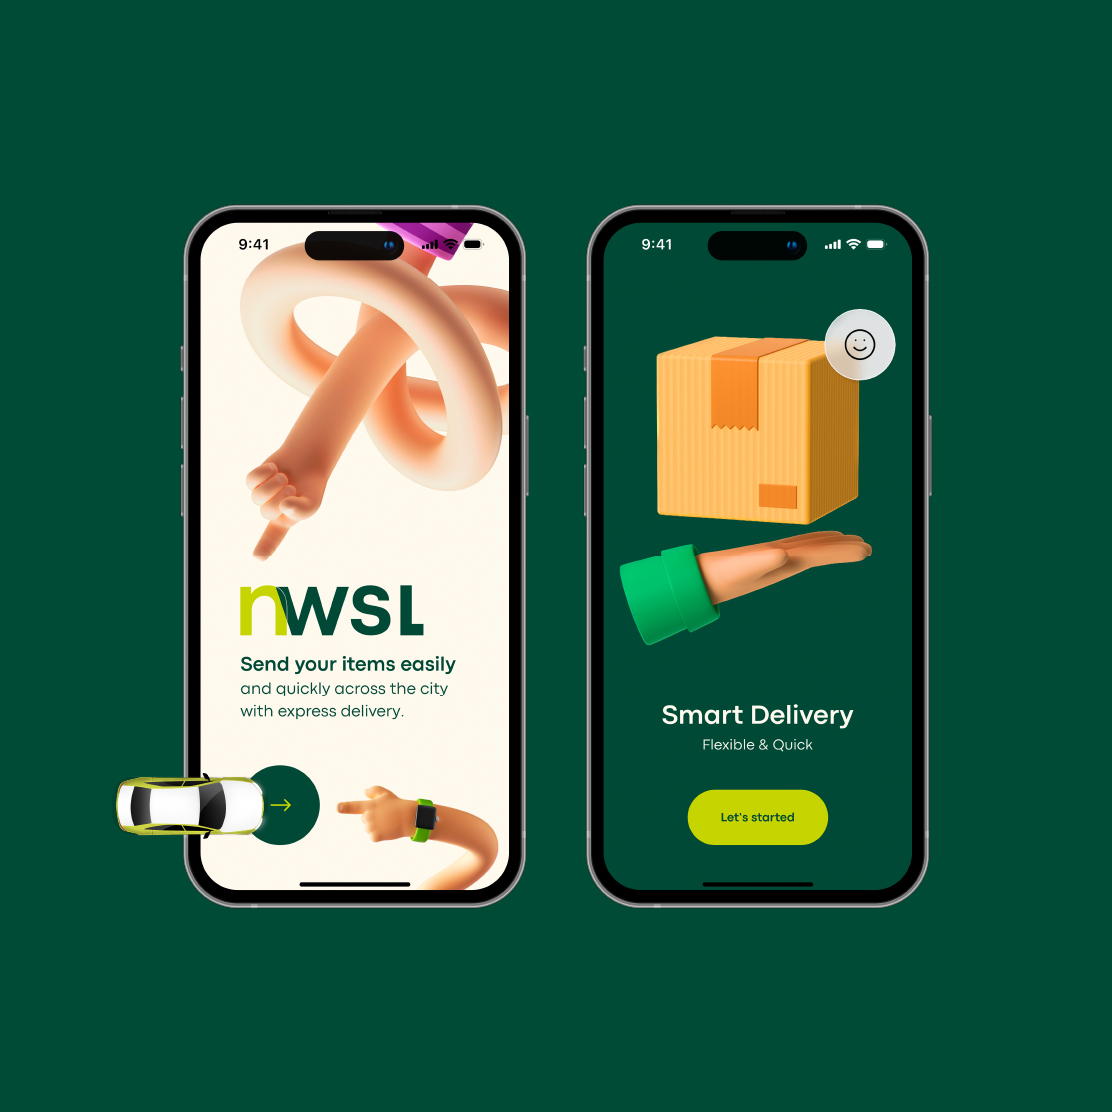 9:41
nwsl
Send your items easily
and quickly across the city
with express delivery.
9:41
Smart Delivery
Flexible & Quick
Let's started